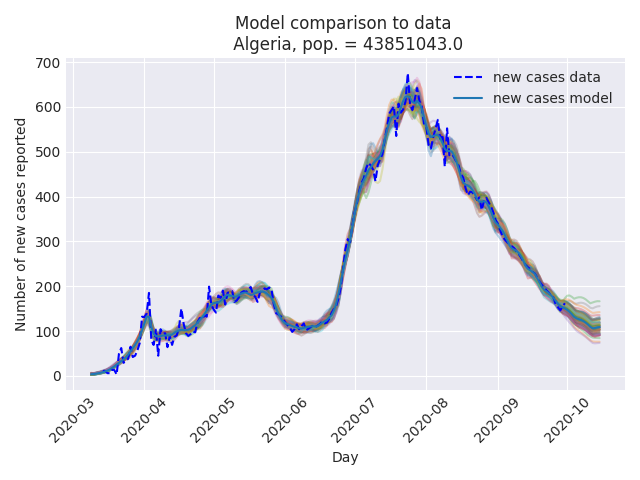 Model comparison to data
Algeria, pop. = 43851043.0
700
600
500
400
300
200
100
0
Number of new cases reported
new cases data
new cases model
2020-03
2020-04
2020-05
2020-06
2020-07
2020-08
2020-09
2020-10
Day